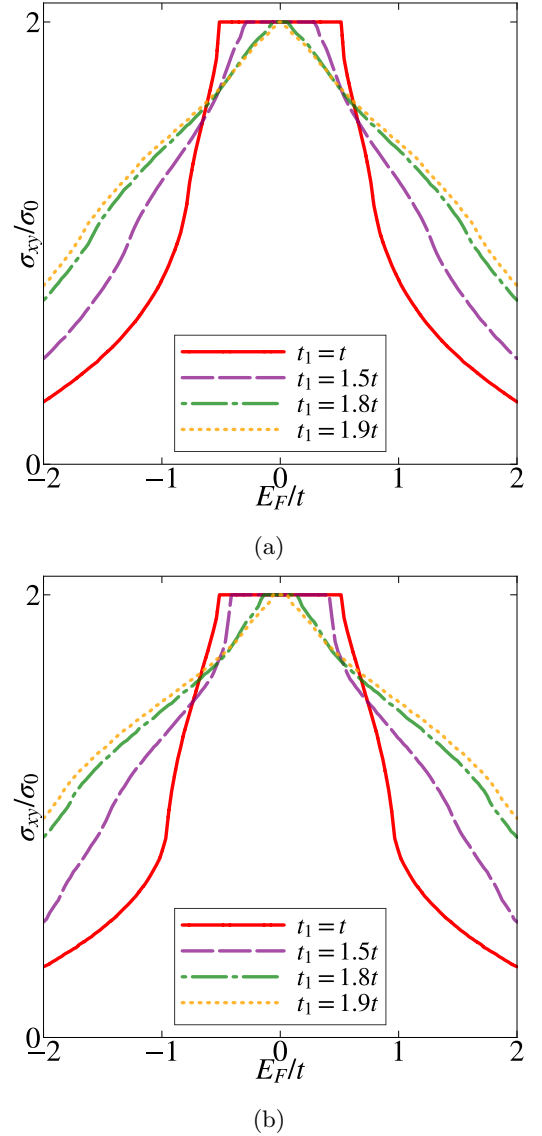 2
σxy/σ0
t1 = t
t1 = 1.5t
t1 = 1.8t
t1 = 1.9t
0
−2 −1 0 1 2
EF/t
(a)
2
σxy/σ0
t1 = t
t1 = 1.5t
t1 = 1.8t
t1 = 1.9t
0
−2 −1 0 1 2
EF/t
(b)